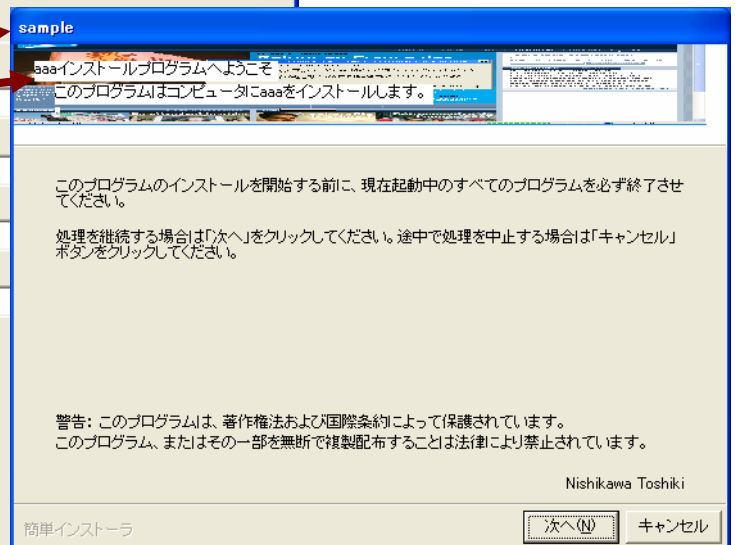 sample
aaaインストールプログラムへようこそ
このプログラムはコンピュータにaaaをインストールします。
このプログラムのインストールを開始する前に、現在起動中のすべてのプログラムを必ず終了させ
てください。
処理を継続する場合は「次へ」をクリックしてください。途中で処理を中止する場合は「キャンセル」
ボタンをクリックしてください。
警告: このプログラムは、著作権法および国際条約によって保護されています。
このプログラム、またはその一部を無断で複製配布することは法律により禁止されています。
Nishikawa Toshiki
簡単インストーラ
次へ(N)
キャンセル